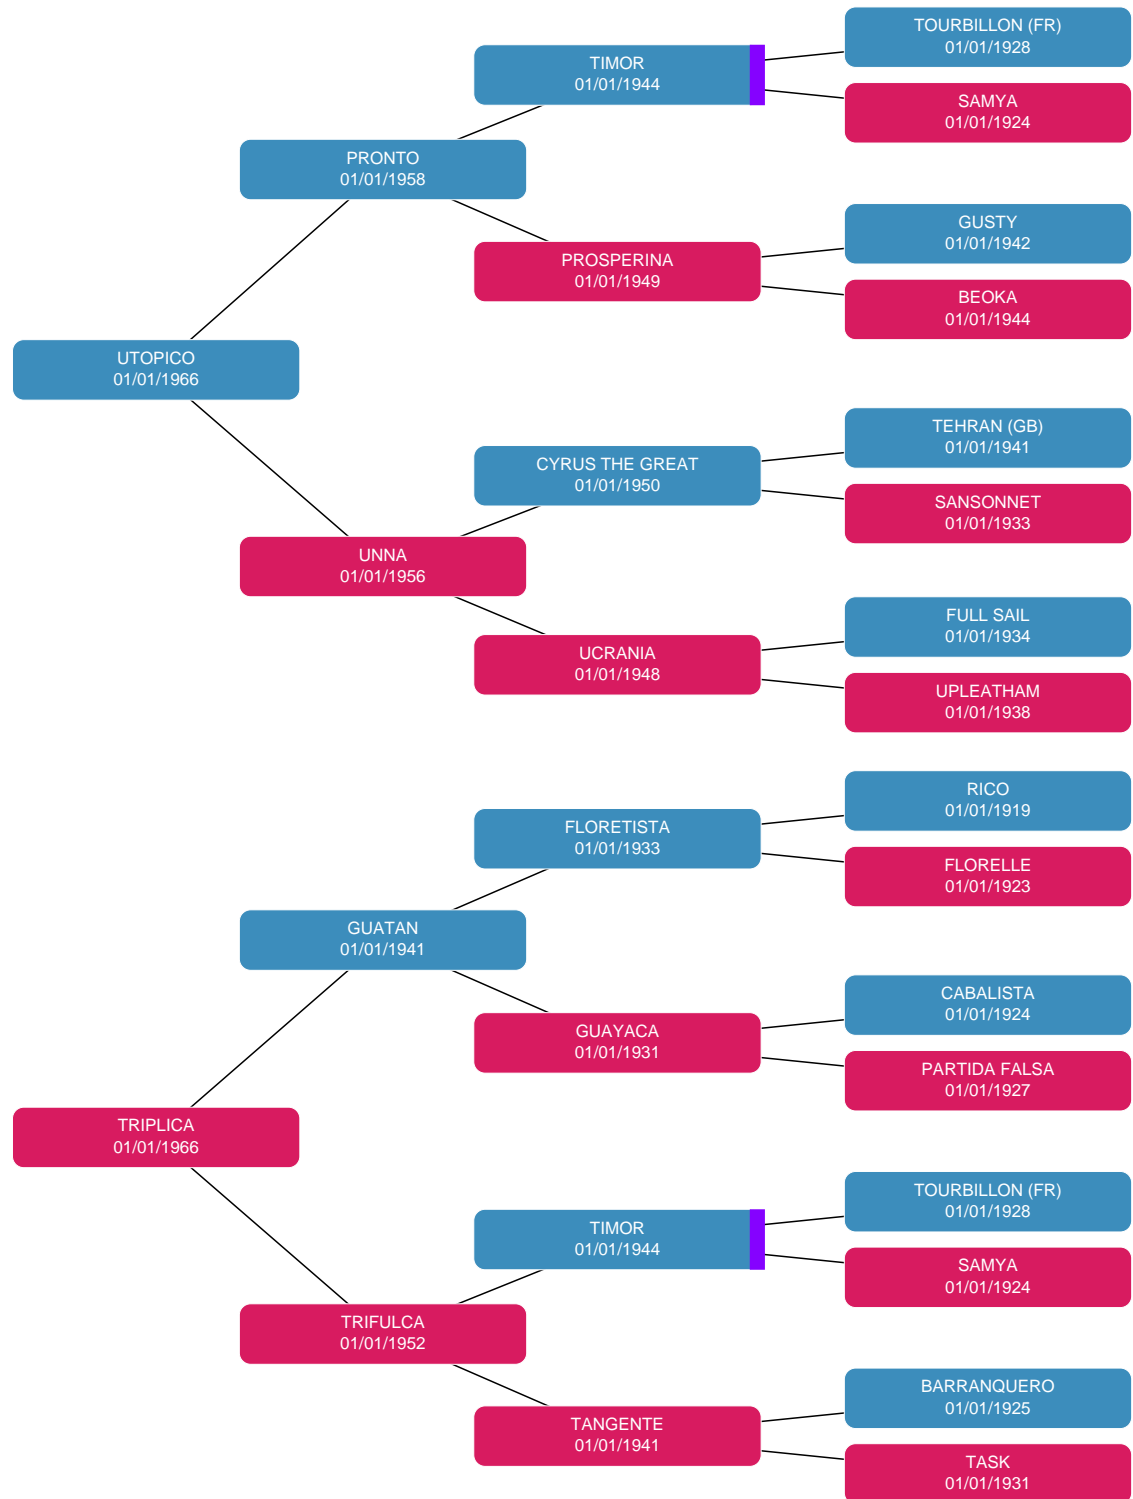 TOURBILLON (FR)
01/01/1928
TIMOR
01/01/1944
SAMYA
01/01/1924
PRONTO
01/01/1958
GUSTY
01/01/1942
PROSPERINA
01/01/1949
BEOKA
01/01/1944
UTOPICO
01/01/1966
TEHRAN (GB)
01/01/1941
CYRUS THE GREAT
01/01/1950
SANSONNET
01/01/1933
UNNA
01/01/1956
FULL SAIL
01/01/1934
UCRANIA
01/01/1948
UPLEATHAM
01/01/1938
RICO
01/01/1919
FLORETISTA
01/01/1933
FLORELLE
01/01/1923
GUATAN
01/01/1941
CABALISTA
01/01/1924
GUAYACA
01/01/1931
PARTIDA FALSA
01/01/1927
TRIPLICA
01/01/1966
TOURBILLON (FR)
01/01/1928
TIMOR
01/01/1944
SAMYA
01/01/1924
TRIFULCA
01/01/1952
BARRANQUERO
01/01/1925
TANGENTE
01/01/1941
TASK
01/01/1931